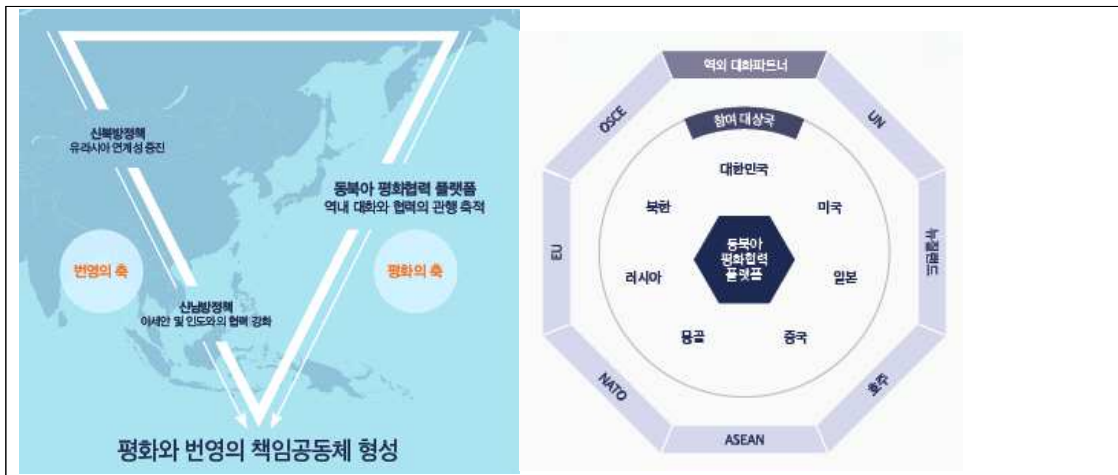 신북방정책
유라시아 연계성 증진
동북아 평화협력 플랫폼
역내 대화와 협력의 관행 축적
번영의 축
평화의 축
신남방정책
아세안 및 인도와의 협력 강화
평화와 번영의 책임공동체 형성
역외 대화파트너
OSCE
UN
참여 대상국
대한민국
북한
미국
동북아
평화협력
플랫폼
EU
뉴질랜드
러시아
일본
몽골
중국
NATO
호주
ASEAN